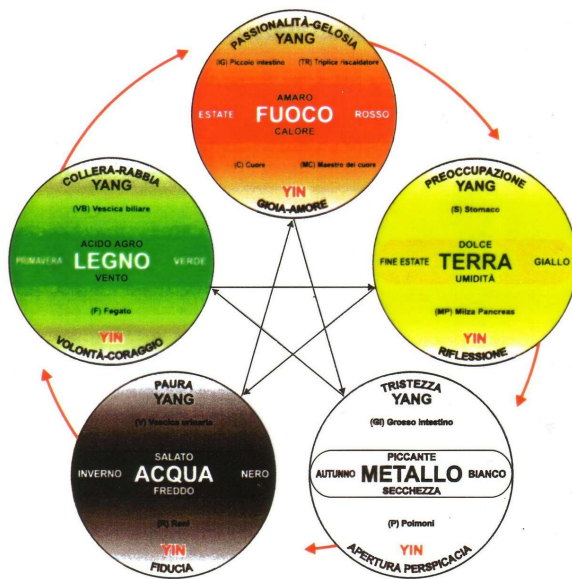 PASSIONALITÀ-GELOSIA
YANG
(IG) Piccolo intestino (TR) Triplice riscaldatore
AMARO
ESTATE FUOCO ROSSO
CALORE
(C) Cuore (MC) Maestro del cuore
YIN
GIOIA-AMORE
COLLERA-RABBIA
YANG
(VB) Vescica biliare
ACIDO AGRO
PRIMAVERA LEGNO VERDE
VENTO
(F) Fegato
YIN
VOLONTÀ-CORAGGIO
PREOCCUPAZIONE
YANG
(S) Stomaco
DOLCE
FINE ESTATE TERRA GIALLO
UMIDITÀ
(MP) Milza Pancreas
YIN
RIFLESSIONE
PAURA
YANG
(V) Vescica urinaria
SALATO
INVERNO ACQUA NERO
FREDDO
(R) Reni
YIN
FIDUCIA
TRISTEZZA
YANG
(GI) Grosso intestino
PICCANTE
AUTUNNO METALLO BIANCO
SECCHEZZA
(P) Polmoni
YIN
APERTURA PERSPICACIA